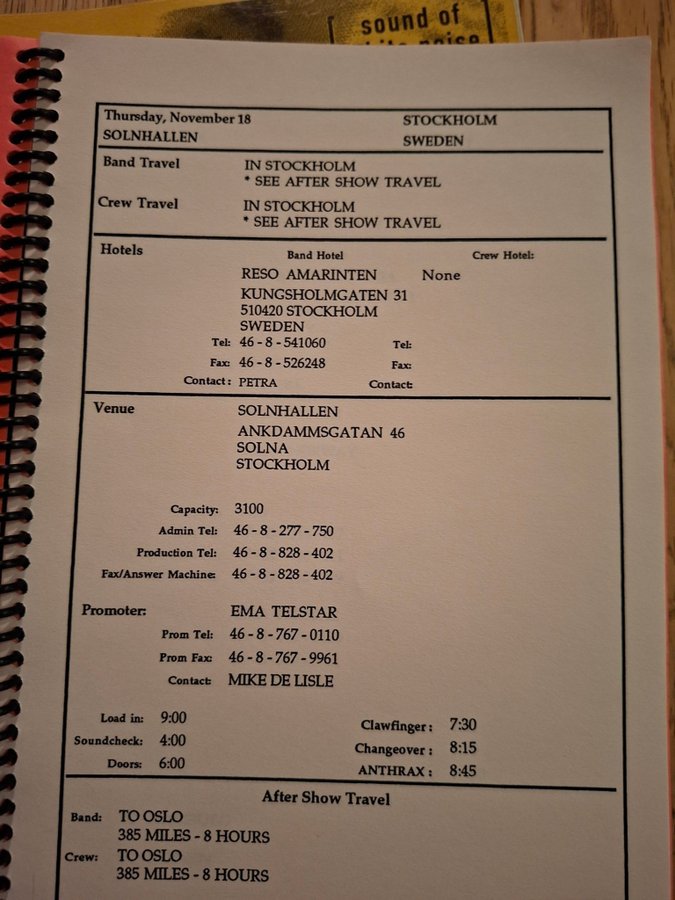 sound of
white noise
Thursday, November 18 STOCKHOLM
SOLNHALLEN SWEDEN
Band Travel IN STOCKHOLM
* SEE AFTER SHOW TRAVEL
Crew Travel IN STOCKHOLM
* SEE AFTER SHOW TRAVEL
Hotels Band Hotel Crew Hotel:
RESO AMARINTEN None
KUNGSHOLMGATEN 31
510420 STOCKHOLM
SWEDEN
Tel: 46 - 8 - 541060 Tel:
Fax: 46 - 8 - 526248 Fax:
Contact: PETRA Contact:
Venue SOLNHALLEN
ANKDAMMSGATAN 46
SOLNA
STOCKHOLM
Capacity: 3100
Admin Tel: 46 - 8 - 277 - 750
Production Tel: 46 - 8 - 828 - 402
Fax/Answer Machine: 46 - 8 - 828 - 402
Promoter: EMA TELSTAR
Prom Tel: 46 - 8 - 767 - 0110
Prom Fax: 46 - 8 - 767 - 9961
Contact: MIKE DE LISLE
Load in: 9:00 Clawfinger : 7:30
Soundcheck: 4:00 Changeover : 8:15
Doors: 6:00 ANTHRAX : 8:45
After Show Travel
Band: TO OSLO
385 MILES - 8 HOURS
Crew: TO OSLO
385 MILES - 8 HOURS